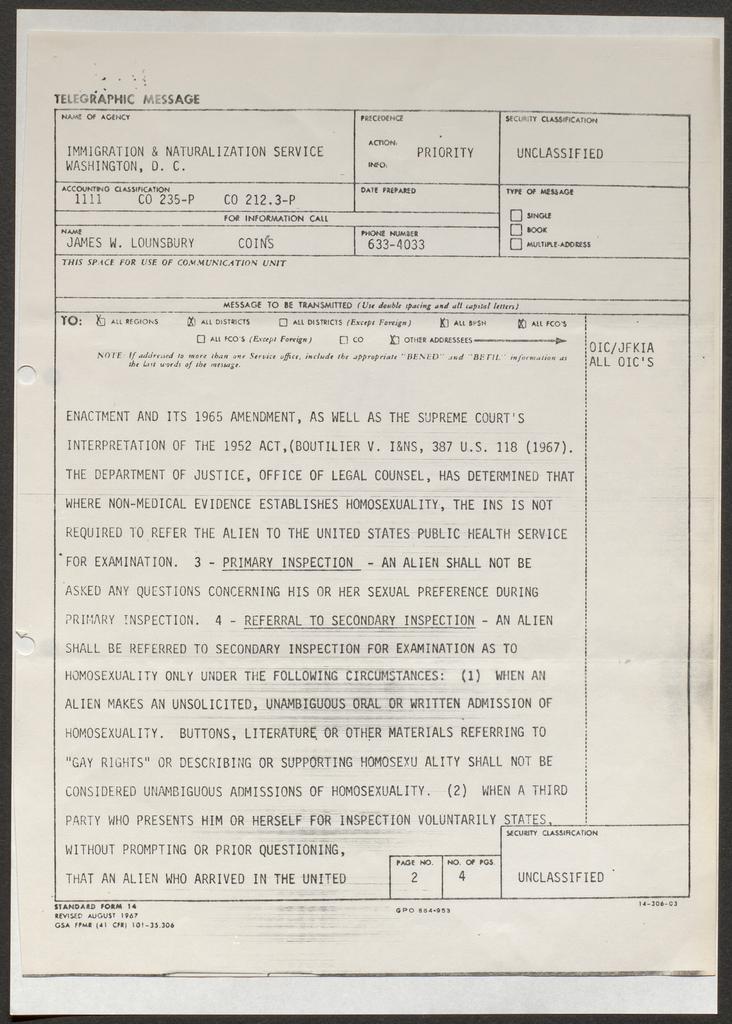 TELEGRAPHIC MESSAGE
NAME OF AGENCY
IMMIGRATION & NATURALIZATION SERVICE
WASHINGTON, D. C.
PRECEDENCE
ACTION: PRIORITY
INFO:
SECURITY CLASSIFICATION
UNCLASSIFIED
ACCOUNTING CLASSIFICATION
1111 CO 235-P CO 212.3-P
DATE PREPARED
TYPE OF MESSAGE
SINGLE
BOOK
MULTIPLE-ADDRESS
FOR INFORMATION CALL
NAME
JAMES W. LOUNSBURY COINS
PHONE NUMBER
633-4033
THIS SPACE FOR USE OF COMMUNICATION UNIT
MESSAGE TO BE TRANSMITTED (Use double spacing and all capital letters)
TO: X ALL REGIONS X ALL DISTRICTS ALL DISTRICTS (Except Foreign) X ALL BPSH X ALL FCO'S
ALL FCO'S (Except Foreign) CO X OTHER ADDRESSEES
NOTE: If addressed to more than one Service office, include the appropriate "BENED" and "BETIL" information as
the last words of the message.
OIC/JFKIA
ALL OIC'S
ENACTMENT AND ITS 1965 AMENDMENT, AS WELL AS THE SUPREME COURT'S
INTERPRETATION OF THE 1952 ACT,(BOUTILIER V. I&NS, 387 U.S. 118 (1967).
THE DEPARTMENT OF JUSTICE, OFFICE OF LEGAL COUNSEL, HAS DETERMINED THAT
WHERE NON-MEDICAL EVIDENCE ESTABLISHES HOMOSEXUALITY, THE INS IS NOT
REQUIRED TO REFER THE ALIEN TO THE UNITED STATES PUBLIC HEALTH SERVICE
FOR EXAMINATION. 3 - PRIMARY INSPECTION - AN ALIEN SHALL NOT BE
ASKED ANY QUESTIONS CONCERNING HIS OR HER SEXUAL PREFERENCE DURING
PRIMARY INSPECTION. 4 - REFERRAL TO SECONDARY INSPECTION - AN ALIEN
SHALL BE REFERRED TO SECONDARY INSPECTION FOR EXAMINATION AS TO
HOMOSEXUALITY ONLY UNDER THE FOLLOWING CIRCUMSTANCES: (1) WHEN AN
ALIEN MAKES AN UNSOLICITED, UNAMBIGUOUS ORAL OR WRITTEN ADMISSION OF
HOMOSEXUALITY. BUTTONS, LITERATURE OR OTHER MATERIALS REFERRING TO
"GAY RIGHTS" OR DESCRIBING OR SUPPORTING HOMOSEXU ALITY SHALL NOT BE
CONSIDERED UNAMBIGUOUS ADMISSIONS OF HOMOSEXUALITY. (2) WHEN A THIRD
PARTY WHO PRESENTS HIM OR HERSELF FOR INSPECTION VOLUNTARILY STATES,
WITHOUT PROMPTING OR PRIOR QUESTIONING,
THAT AN ALIEN WHO ARRIVED IN THE UNITED
PAGE NO.
2
NO. OF PGS.
4
SECURITY CLASSIFICATION
UNCLASSIFIED
STANDARD FORM 14
REVISED AUGUST 1967
GSA FPMR (41 CFR) 101-35.306
GPO 864-953
14-306-03